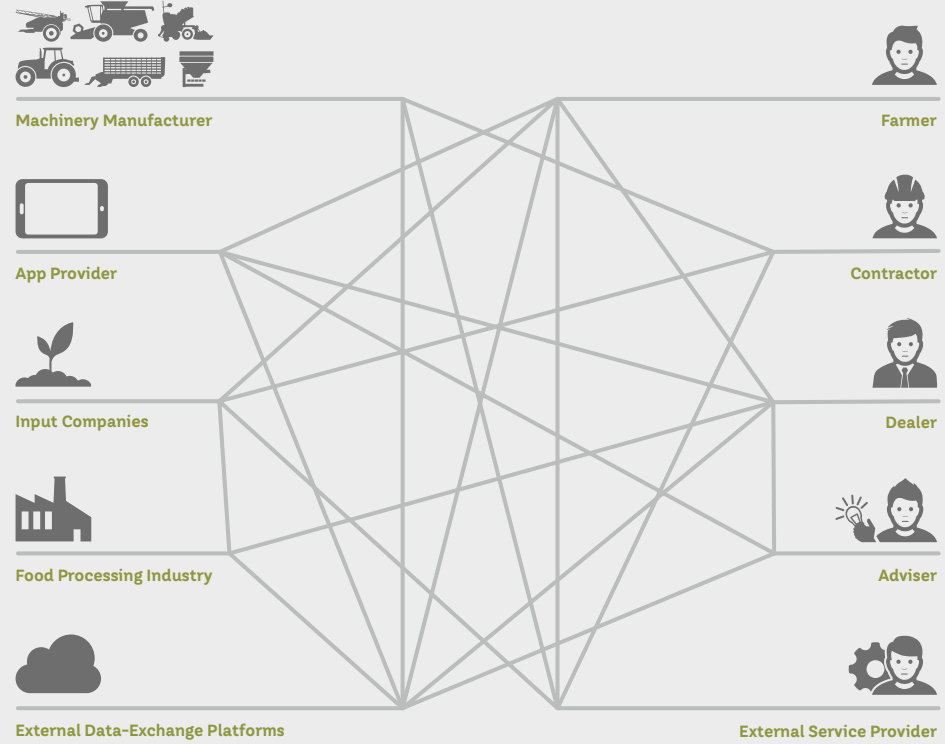 Machinery Manufacturer
Farmer
App Provider
Contractor
Input Companies
Dealer
Food Processing Industry
Adviser
External Data-Exchange Platforms
External Service Provider